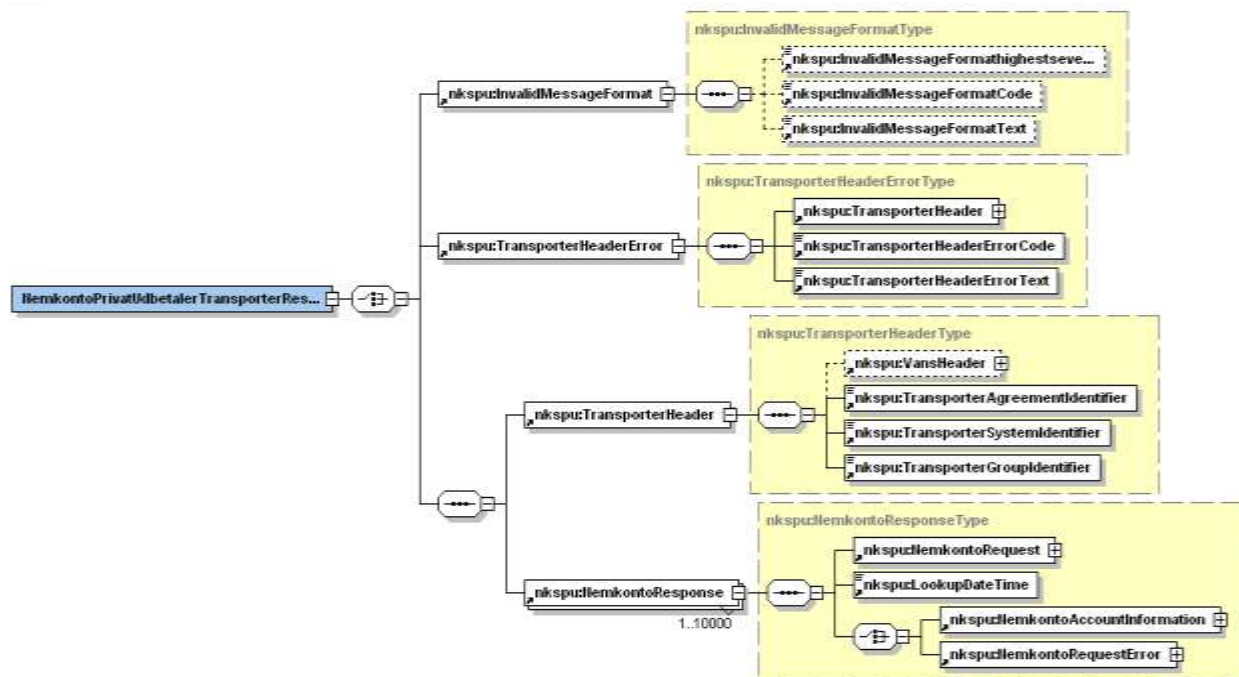 nkspu:InvalidMessageFormatType
nkspu:InvalidMessageFormathighestseve...
nkspu:InvalidMessageFormat
nkspu:InvalidMessageFormatCode
nkspu:InvalidMessageFormatText
nkspu:TransporterHeaderErrorType
nkspu:TransporterHeader
nkspu:TransporterHeaderError
nkspu:TransporterHeaderErrorCode
nkspu:TransporterHeaderErrorText
NemkontoPrivatUdbetalerTransporterRes...
nkspu:TransporterHeaderType
nkspu:VansHeader
nkspu:TransporterAgreementIdentifier
nkspu:TransporterHeader
nkspu:TransporterSystemIdentifier
nkspu:TransporterGroupIdentifier
nkspu:NemkontoResponseType
nkspu:NemkontoRequest
nkspu:LookupDateTime
nkspu:NemkontoResponse
1..10000
nkspu:NemkontoAccountInformation
nkspu:NemkontoRequestError